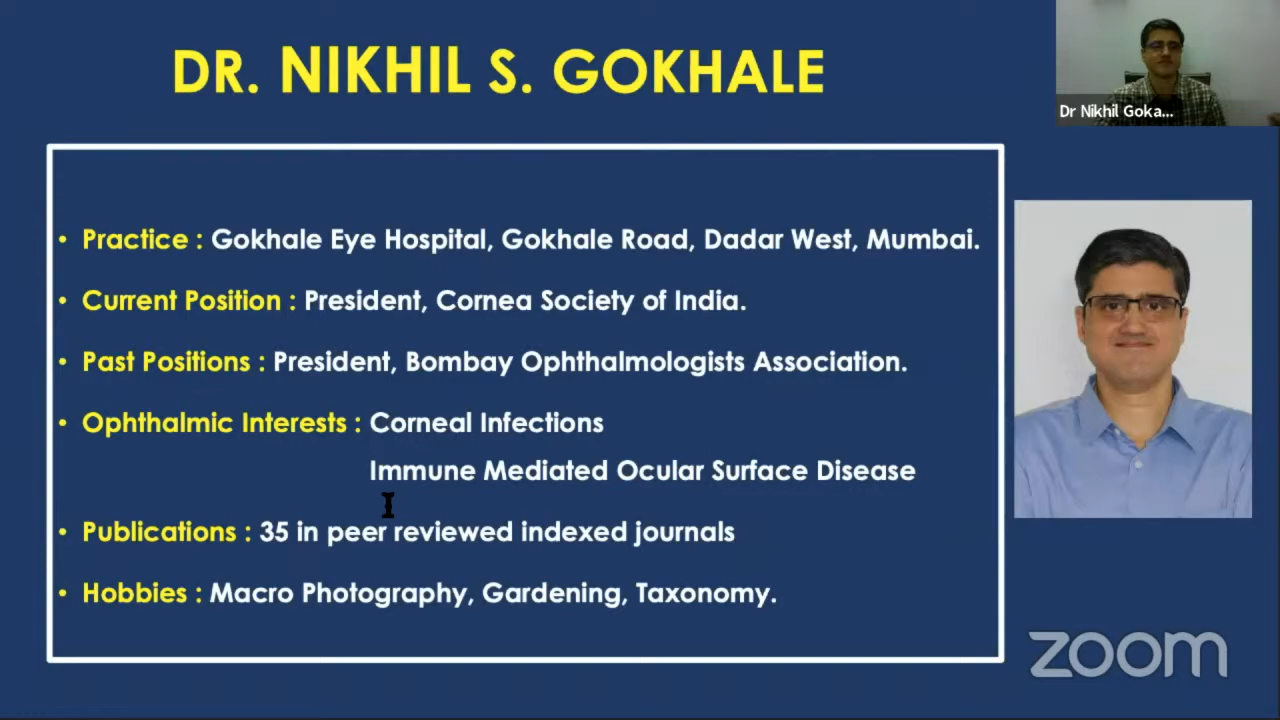 DR. NIKHIL S. GOKHALE
Dr Nikhil Goka...
• Practice : Gokhale Eye Hospital, Gokhale Road, Dadar West, Mumbai.
• Current Position : President, Cornea Society of India.
• Past Positions : President, Bombay Ophthalmologists Association.
• Ophthalmic Interests : Corneal Infections
Immune Mediated Ocular Surface Disease
• Publications : 35 in peer reviewed indexed journals
• Hobbies : Macro Photography, Gardening, Taxonomy.
zoom